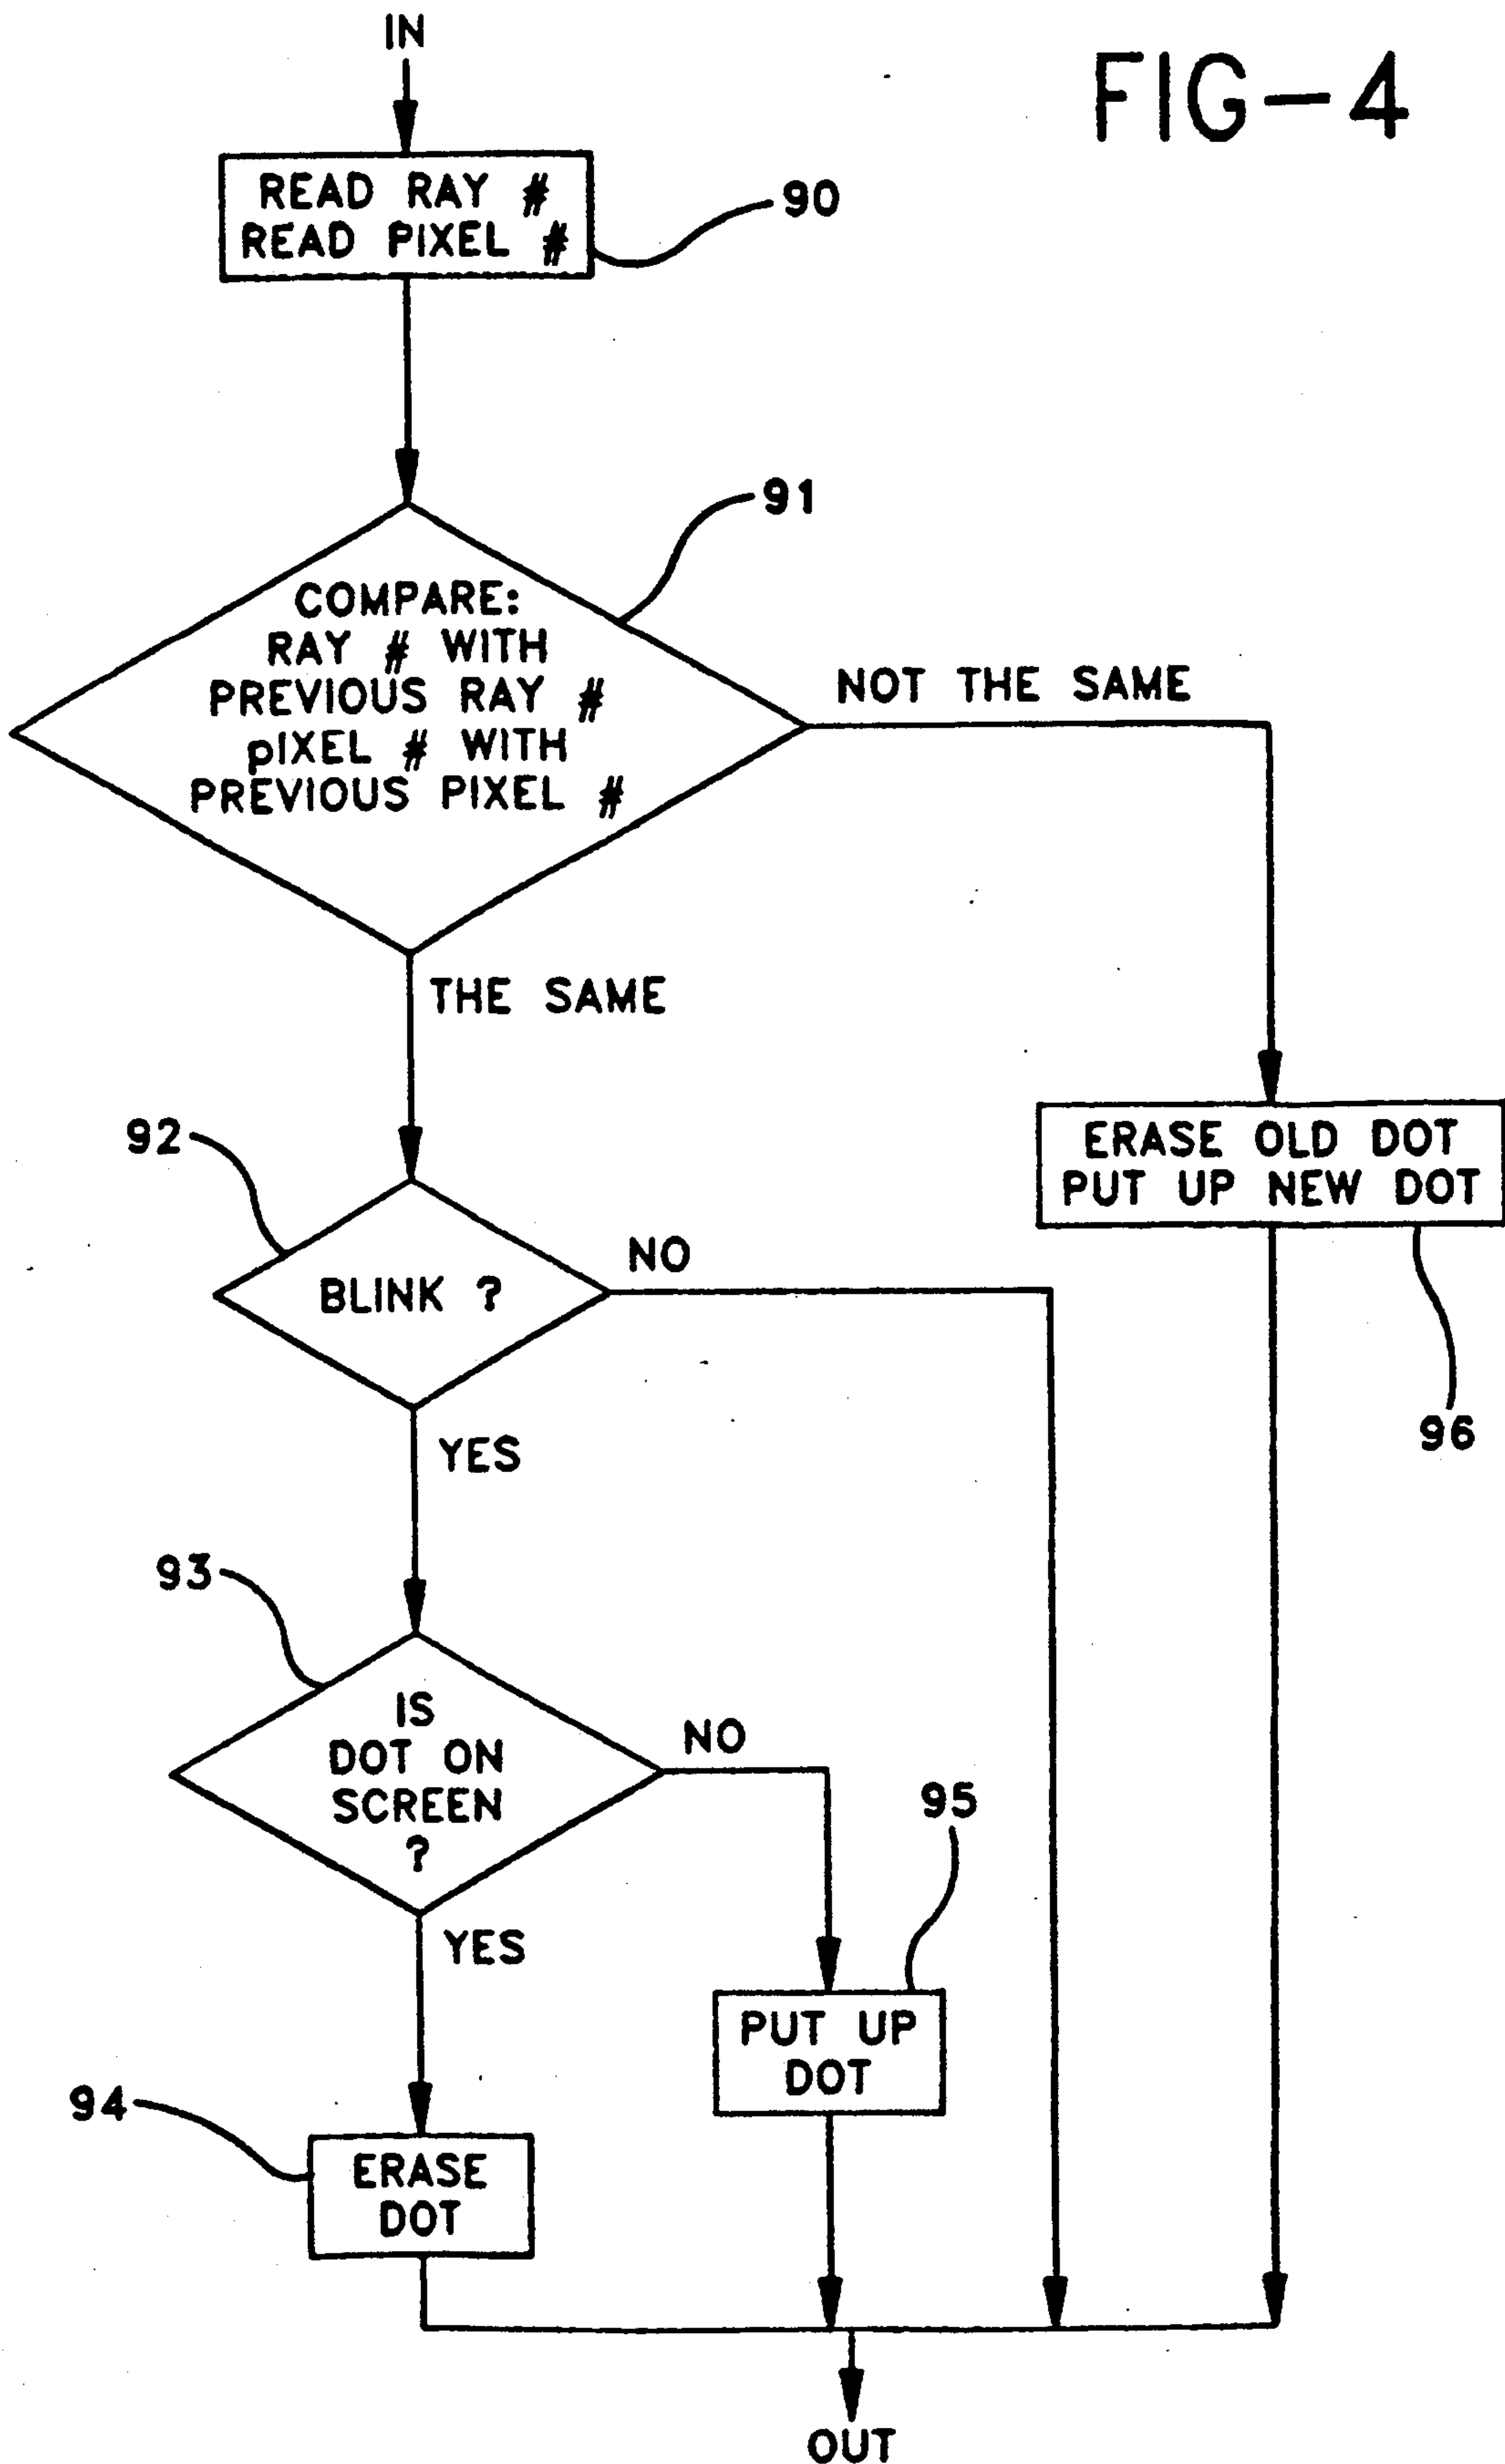 IN
FIG-4
READ RAY #
READ PIXEL #
90
91
COMPARE:
RAY # WITH
PREVIOUS RAY #
pIXEL # WITH
PREVIOUS PIXEL #
NOT THE SAME
THE SAME
92
BLINK ?
NO
YES
ERASE OLD DOT
PUT UP NEW DOT
96
93
IS
DOT ON
SCREEN
?
NO
YES
95
PUT UP
DOT
94
ERASE
DOT
OUT